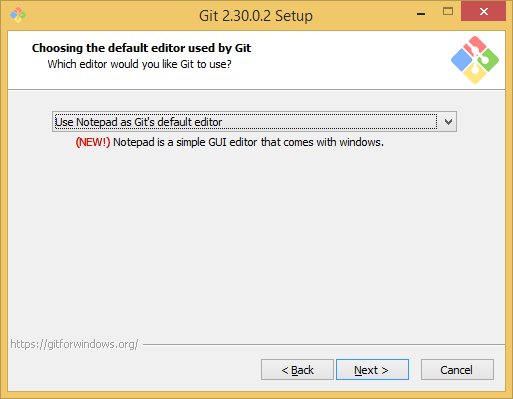 Git 2.30.0.2 Setup
Choosing the default editor used by Git
Which editor would you like Git to use?
Use Notepad as Git's default editor
(NEW!) Notepad is a simple GUI editor that comes with windows.
https://gitforwindows.org/
< Back
Next >
Cancel